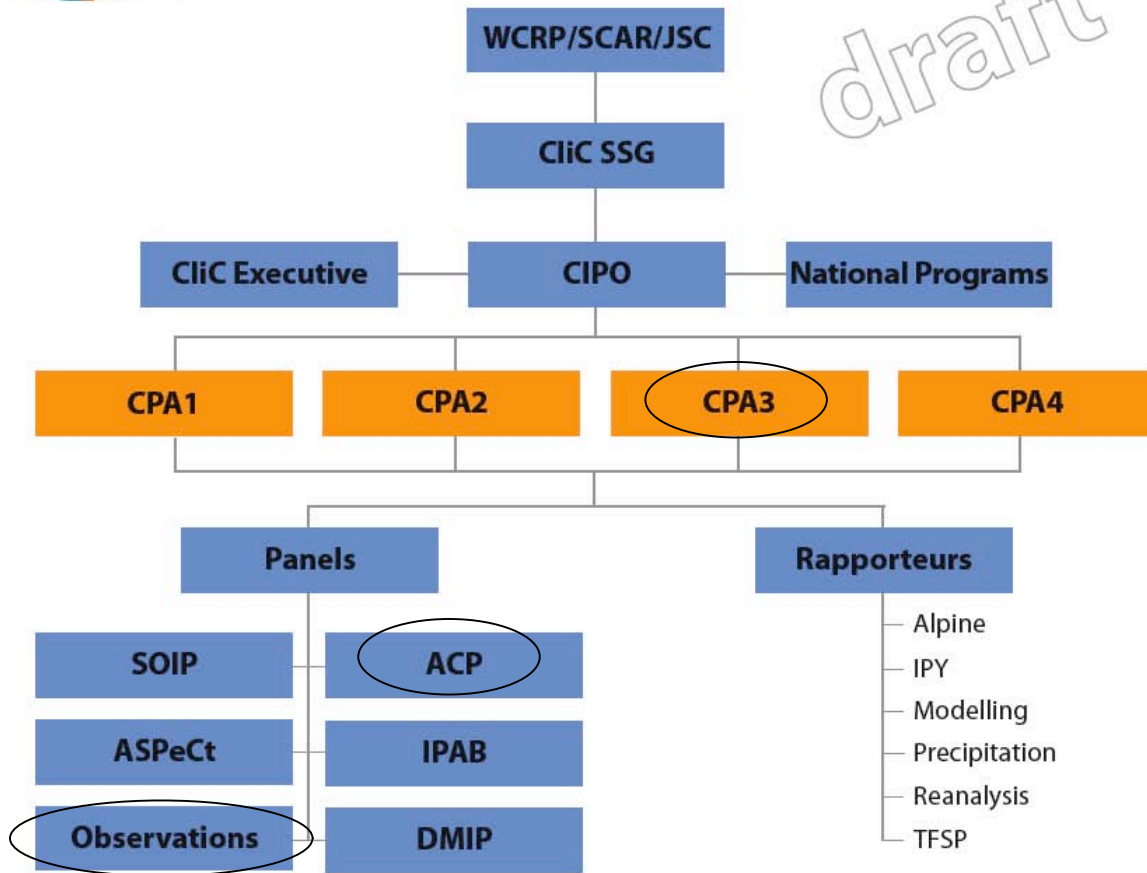 WCRP/SCAR/JSC
draft
CliC SSG
CliC Executive
CIPO
National Programs
CPA1
CPA2
CPA3
CPA4
Panels
Rapporteurs
SOIP
ACP
ASPeCt
IPAB
Observations
DMIP
Alpine
IPY
Modelling
Precipitation
Reanalysis
TFSP